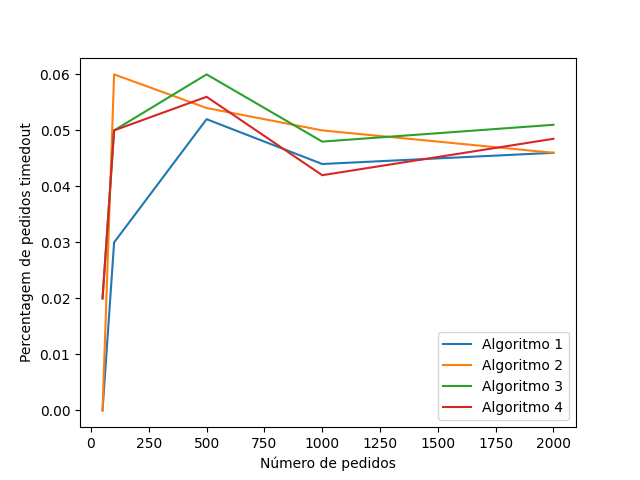 0.06
0.05
0.04
0.03
0.02
0.01
0.00
Percentagem de pedidos timedout
Algoritmo 1
Algoritmo 2
Algoritmo 3
Algoritmo 4
0 250 500 750 1000 1250 1500 1750 2000
Número de pedidos